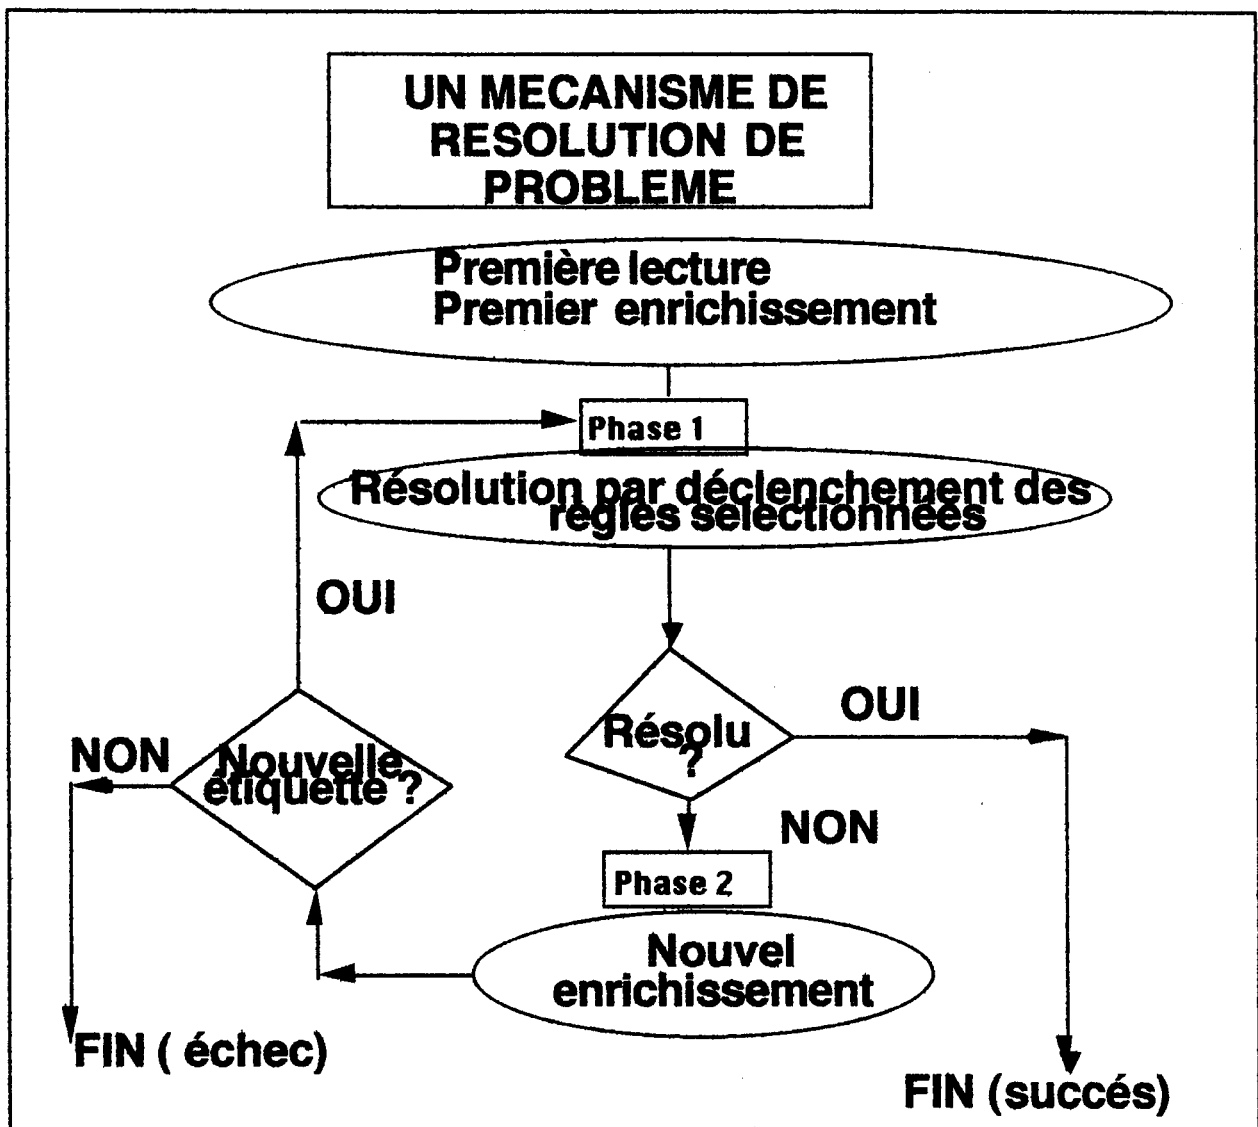 UN MECANISME DE
RESOLUTION DE
PROBLEME
Première lecture
Premier enrichissement
Phase 1
Résolution par déclenchement des
règles sélectionnées
OUI
Résolu
?
OUI
NON
Nouvelle
étiquette ?
NON
Phase 2
Nouvel
enrichissement
FIN ( échec)
FIN (succés)